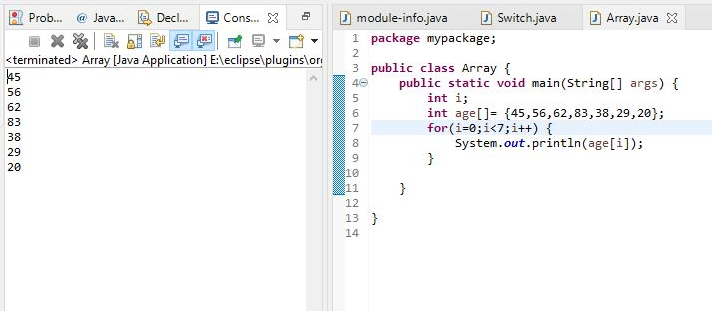 Prob... @ Java... Decl... Cons...
<terminated> Array [Java Application] E:\eclipse\plugins\org
45
56
62
83
38
29
20
module-info.java Switch.java Array.java
1 package mypackage;
2
3 public class Array {
4 public static void main(String[] args) {
5 int i;
6 int age[]= {45,56,62,83,38,29,20};
7 for(i=0;i<7;i++) {
8 System.out.println(age[i]);
9 }
10
11 }
12
13 }
14